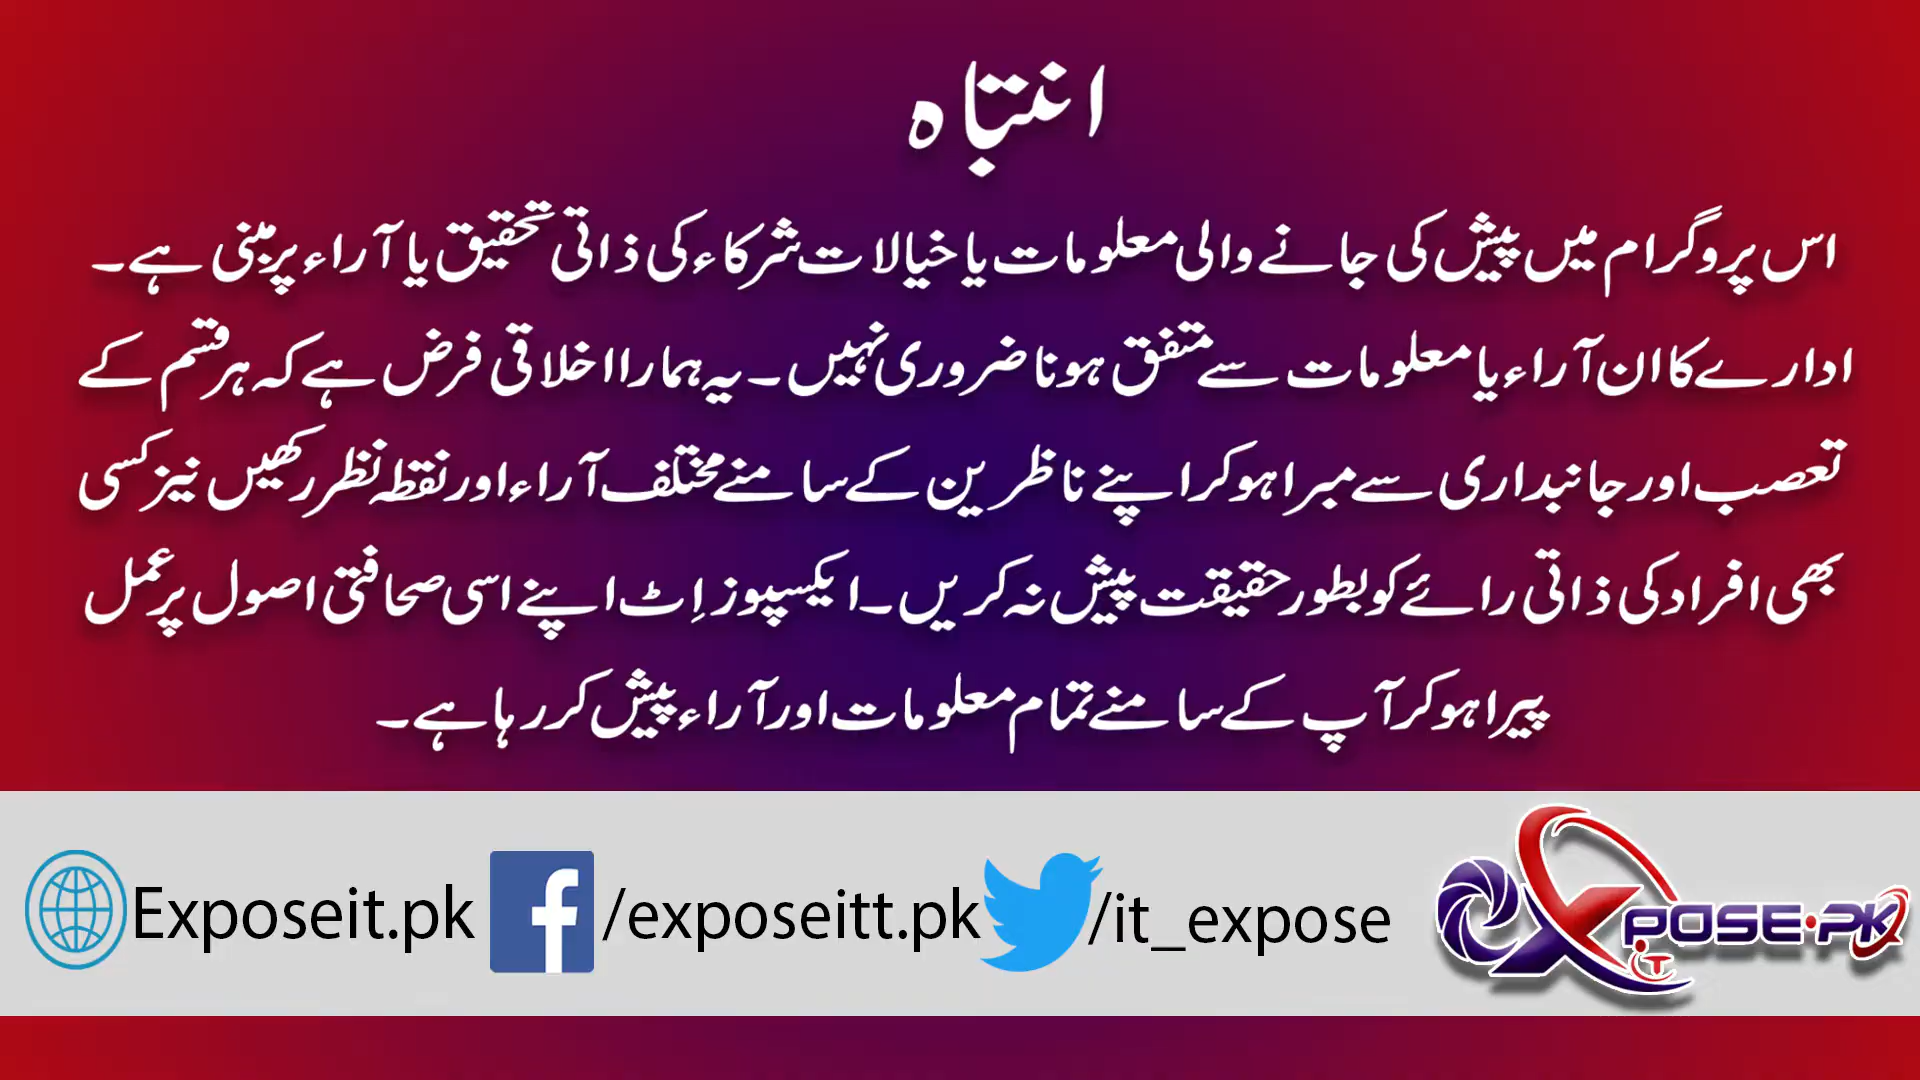 انتباہ
اس پروگرام میں پیش کی جانے والی معلومات یا خیالات شرکاء کی ذاتی تحقیق یا آراء پر مبنی ہے۔
ادارے کا ان آراء یا معلومات سے متفق ہونا ضروری نہیں۔ یہ ہمارا اخلاقی فرض ہے کہ ہر قسم کے
تعصب اور جانبداری سے مبرا ہو کر اپنے ناظرین کے سامنے مختلف آراء اور نقطہ نظر رکھیں نیز کسی
بھی افراد کی ذاتی رائے کو بطور حقیقت پیش نہ کریں۔ ایکسپوز اِٹ اپنے اسی صحافتی اصول پر عمل
پیرا ہو کر آپ کے سامنے تمام معلومات اور آراء پیش کر رہا ہے۔
Exposeit.pk /exposeitt.pk /it_expose
XPOSE.PK
IT